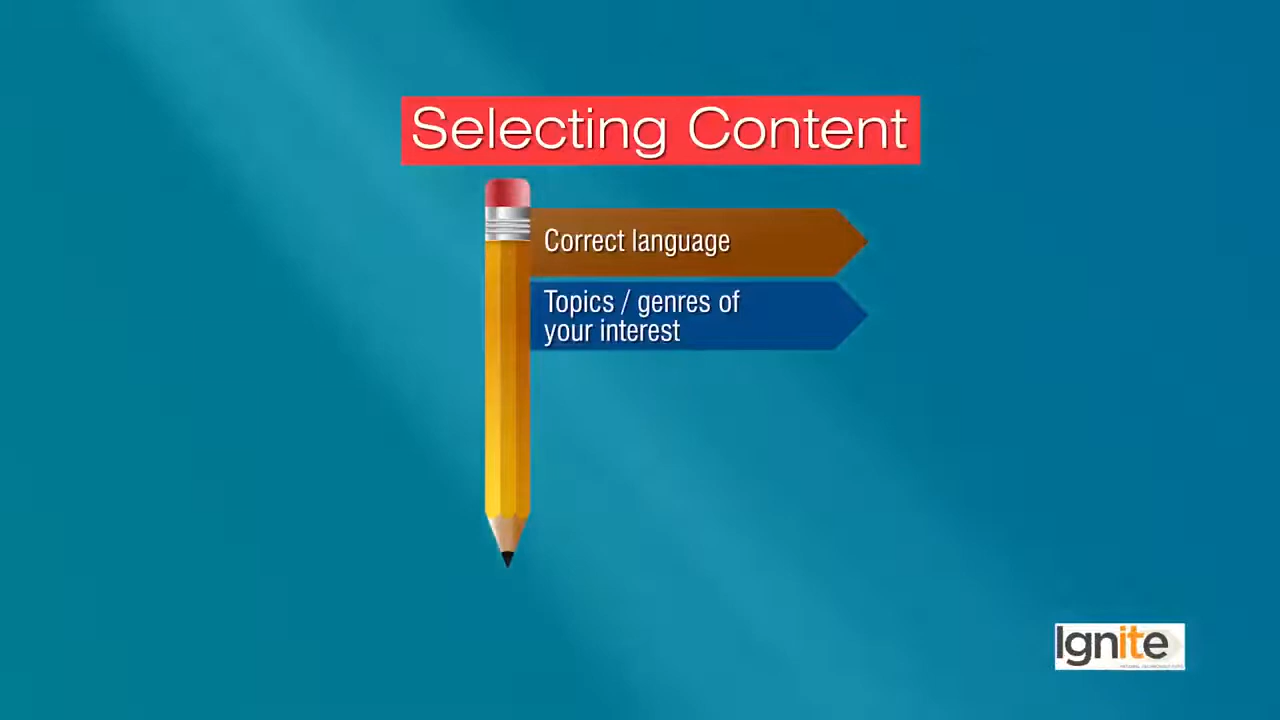 Selecting Content
Correct language
Topics / genres of
your interest
Ignite